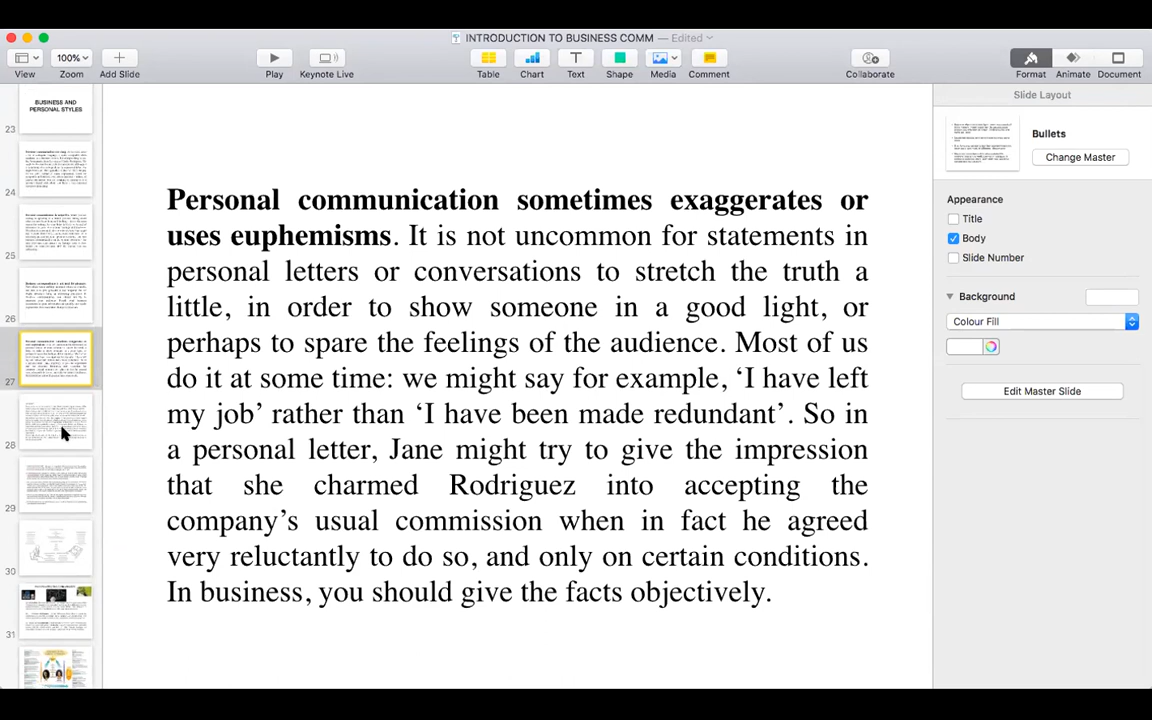 INTRODUCTION TO BUSINESS COMM — Edited
100%
View Zoom Add Slide Play Keynote Live Table Chart Text Shape Media Comment Collaborate Format Animate Document
Slide Layout
Bullets
Change Master
Appearance
Title
Body
Slide Number
Background
Colour Fill
Edit Master Slide
BUSINESS AND
PERSONAL STYLES
23
24
25
26
27
28
29
30
31
Personal communication sometimes exaggerates or
uses euphemisms. It is not uncommon for statements in
personal letters or conversations to stretch the truth a
little, in order to show someone in a good light, or
perhaps to spare the feelings of the audience. Most of us
do it at some time: we might say for example, ‘I have left
my job’ rather than ‘I have been made redundant’. So in
a personal letter, Jane might try to give the impression
that she charmed Rodriguez into accepting the
company’s usual commission when in fact he agreed
very reluctantly to do so, and only on certain conditions.
In business, you should give the facts objectively.